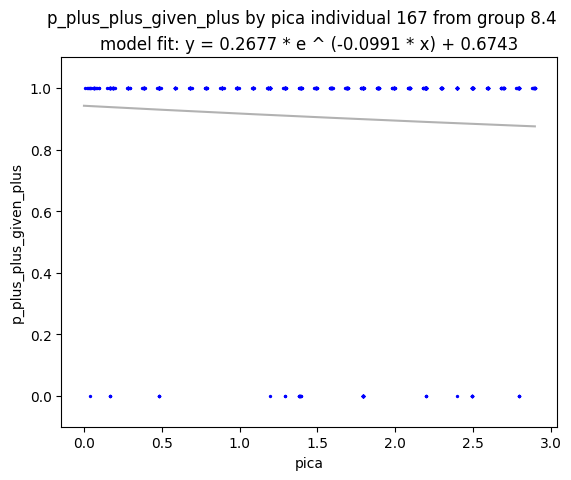 p_plus_plus_given_plus by pica individual 167 from group 8.4
model fit: y = 0.2677 * e ^ (-0.0991 * x) + 0.6743
p_plus_plus_given_plus
1.0
0.8
0.6
0.4
0.2
0.0
0.0 0.5 1.0 1.5 2.0 2.5 3.0
pica